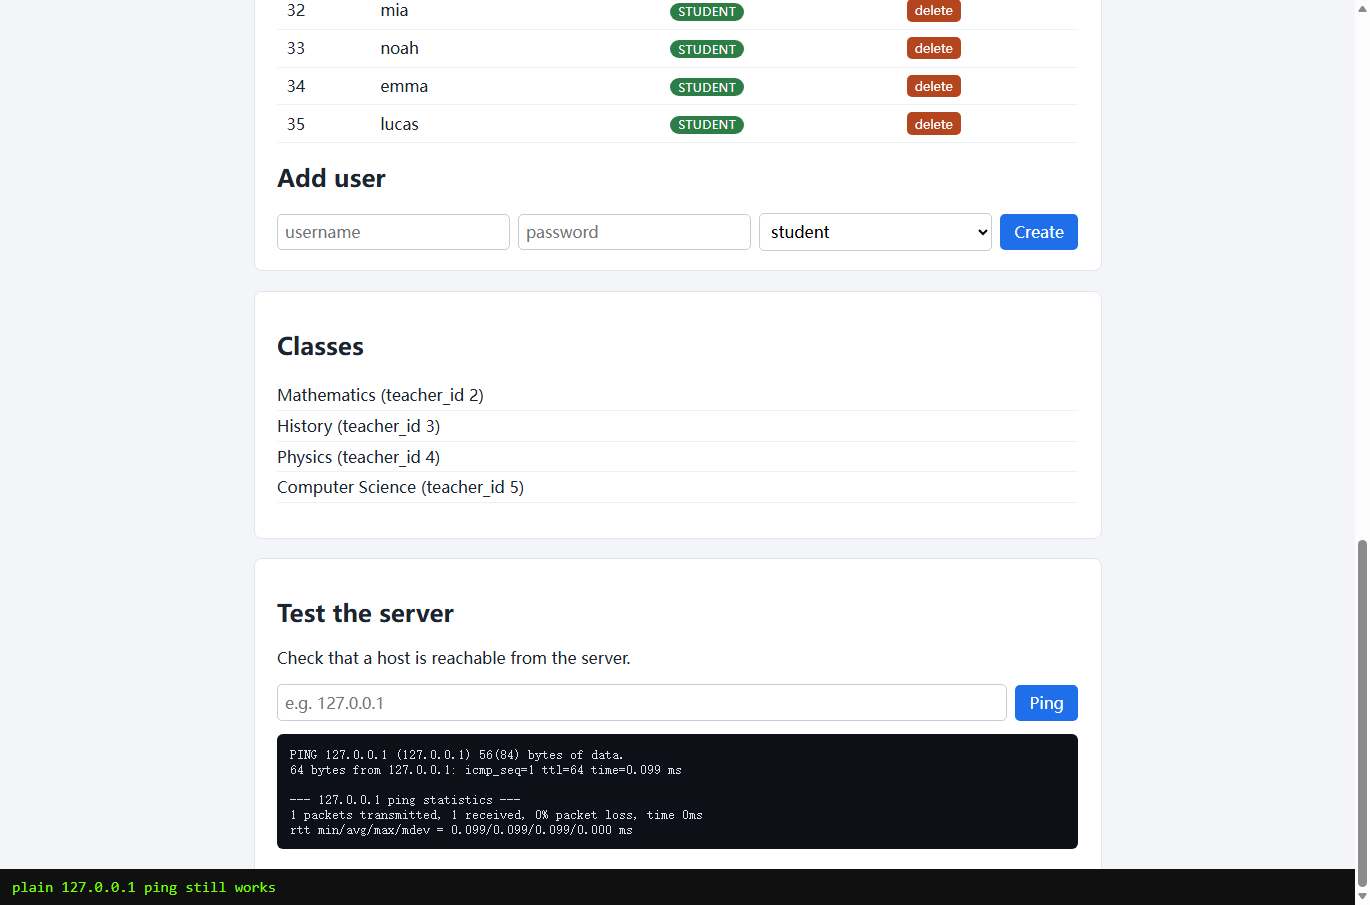 32 mia STUDENT delete
33 noah STUDENT delete
34 emma STUDENT delete
35 lucas STUDENT delete
Add user
username password student Create
Classes
Mathematics (teacher_id 2)
History (teacher_id 3)
Physics (teacher_id 4)
Computer Science (teacher_id 5)
Test the server
Check that a host is reachable from the server.
e.g. 127.0.0.1 Ping
PING 127.0.0.1 (127.0.0.1) 56(84) bytes of data.
64 bytes from 127.0.0.1: icmp_seq=1 ttl=64 time=0.099 ms
--- 127.0.0.1 ping statistics ---
1 packets transmitted, 1 received, 0% packet loss, time 0ms
rtt min/avg/max/mdev = 0.099/0.099/0.099/0.000 ms
plain 127.0.0.1 ping still works